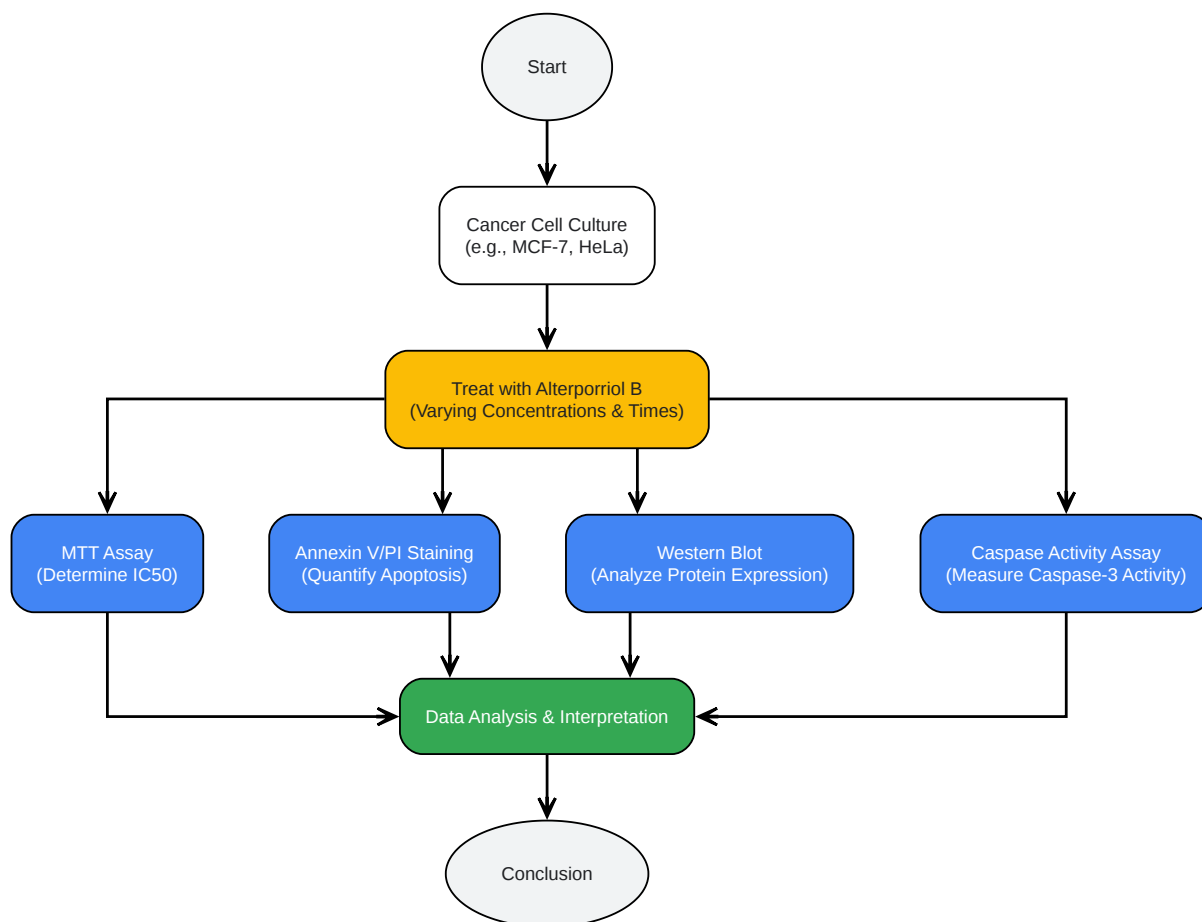 Start
Cancer Cell Culture
(e.g., MCF-7, HeLa)
Treat with Alterporriol B
(Varying Concentrations & Times)
MTT Assay
(Determine IC50)
Annexin V/PI Staining
(Quantify Apoptosis)
Western Blot
(Analyze Protein Expression)
Caspase Activity Assay
(Measure Caspase-3 Activity)
Data Analysis & Interpretation
Conclusion